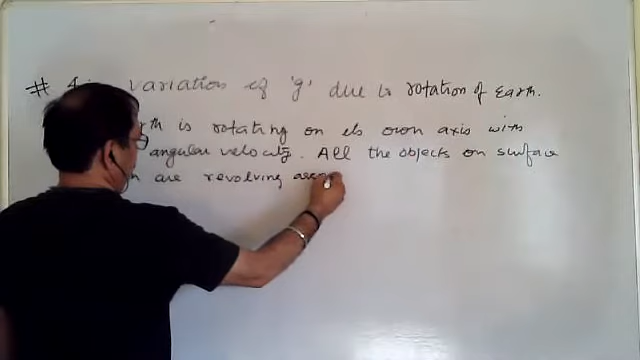 # variation of 'g' due to rotation of Earth.
is rotating on its own axis with
angular velocity. All the objects on surface
are revolving